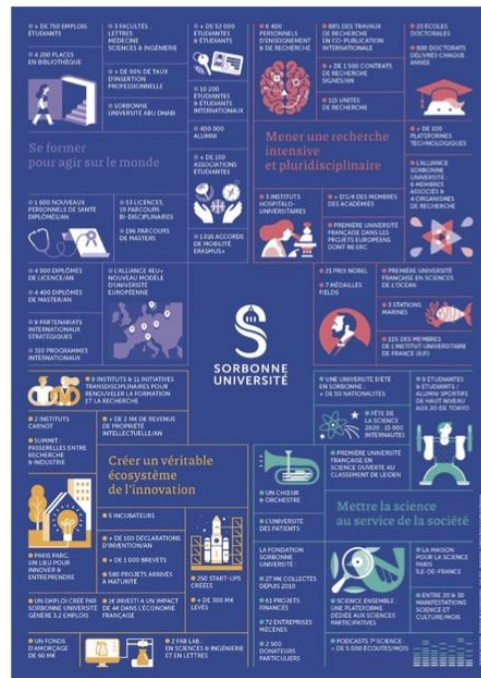 + DE 750 EMPLOIS
ÉTUDIANTS
4 200 PLACES
EN BIBLIOTHÈQUE
3 FACULTÉS :
LETTRES
MÉDECINE
SCIENCES & INGÉNIERIE
+ DE 90% DE TAUX
D'INSERTION
PROFESSIONNELLE
SORBONNE
UNIVERSITÉ ABU DHABI
+ DE 52 000
ÉTUDIANTES
& ÉTUDIANTS
10 200
ÉTUDIANTES
& ÉTUDIANTS
INTERNATIONAUX
400 000
ALUMNI
+ DE 150
ASSOCIATIONS
ÉTUDIANTES
Se former
pour agir sur le monde
1 600 NOUVEAUX
PERSONNELS DE SANTÉ
DIPLÔMÉS/AN
53 LICENCES,
19 PARCOURS
BI-DISCIPLINAIRES
196 PARCOURS
DE MASTERS
1 016 ACCORDS
DE MOBILITÉ
ERASMUS+
4 900 DIPLÔMÉS
DE LICENCE/AN
4 400 DIPLÔMÉS
DE MASTER/AN
9 PARTENARIATS
INTERNATIONAUX
STRATÉGIQUES
310 PROGRAMMES
INTERNATIONAUX
L'ALLIANCE 4EU+
NOUVEAU MODÈLE
D'UNIVERSITÉ
EUROPÉENNE
6 400
PERSONNELS
D'ENSEIGNEMENT
& DE RECHERCHE
DES TRAVAUX
DE RECHERCHE
EN CO-PUBLICATION
INTERNATIONALE
+ DE 1 500 CONTRATS
DE RECHERCHE
SIGNÉS/AN
UNITÉS
DE RECHERCHE
ÉCOLES
DOCTORALES
DOCTORATS
DÉLIVRÉS CHAQUE
ANNÉE
Mener une recherche
intensive
et pluridisciplinaire
+ DE 100
PLATEFORMES
TECHNOLOGIQUES
L'ALLIANCE
SORBONNE
UNIVERSITÉ :
MEMBRES
ASSOCIÉS &
4 ORGANISMES
DE RECHERCHE
3 INSTITUTS
HOSPITALO-
UNIVERSITAIRES
+ D'1/4 DES MEMBRES
DES ACADÉMIES
PREMIÈRE UNIVERSITÉ
FRANÇAISE DANS LES
PROJETS EUROPÉENS
DONT 86 ERC
21 PRIX NOBEL
7 MÉDAILLES
FIELDS
PREMIÈRE UNIVERSITÉ
FRANÇAISE EN SCIENCES
DE L'OCÉAN
3 STATIONS
MARINES
DES MEMBRES
DE L'INSTITUT UNIVERSITAIRE
DE FRANCE (IUF)
SORBONNE
UNIVERSITÉ
9 INSTITUTS & 11 INITIATIVES
TRANSDISCIPLINAIRES POUR
RENOUVELER LA FORMATION
ET LA RECHERCHE
2 INSTITUTS
CARNOT
SUMMIT :
PASSERELLES ENTRE
RECHERCHE
& INDUSTRIE
+ DE 2 M€ DE REVENUS
DE PROPRIÉTÉ
INTELLECTUELLE/AN
Créer un véritable
écosystème
de l'innovation
PARIS PARC,
UN LIEU POUR
INNOVER &
ENTREPRENDRE
5 INCUBATEURS
+ DE 100 DÉCLARATIONS
D'INVENTION/AN
+ DE 1 000 BREVETS
580 PROJETS ARRIVÉS
À MATURITÉ
250 START-UPS
CRÉÉES
+ DE 300 M€
LEVÉS
UN EMPLOI CRÉÉ PAR
SORBONNE UNIVERSITÉ
GÉNÈRE 3,2 EMPLOIS
1€ INVESTI A UN IMPACT
DE 4€ DANS L'ÉCONOMIE
FRANÇAISE
UN FONDS
D'AMORÇAGE
DE 60 M€
2 FAB LAB :
EN SCIENCES & INGÉNIERIE
ET EN LETTRES
UNE UNIVERSITÉ D'ÉTÉ
EN SORBONNE :
+ DE 50 NATIONALITÉS
FÊTE DE
LA SCIENCE
2020 : 15 000
INTERNAUTES
9 ÉTUDIANTES
& ÉTUDIANTS /
ALUMNI SPORTIFS
DE HAUT NIVEAU
AUX JO DE TOKYO
PREMIÈRE UNIVERSITÉ
FRANÇAISE EN
SCIENCE OUVERTE AU
CLASSEMENT DE LEIDEN
UN CHŒUR
& ORCHESTRE
L'UNIVERSITÉ
DES PATIENTS
Mettre la science
au service de la société
LA FONDATION
SORBONNE
UNIVERSITÉ :
27 M€ COLLECTÉS
DEPUIS 2010
61 PROJETS
FINANCÉS
72 ENTREPRISES
MÉCÈNES
2 560
DONATEURS
PARTICULIERS
SCIENCE ENSEMBLE :
UNE PLATEFORME
DÉDIÉE AUX SCIENCES
PARTICIPATIVES
LA MAISON
POUR LA SCIENCE
PARIS
ÎLE-DE-FRANCE
ENTRE 20 & 30
MANIFESTATIONS
SCIENCE ET
CULTURE/MOIS
PODCASTS 7° SCIENCE :
+ DE 5 000 ÉCOUTES/MOIS